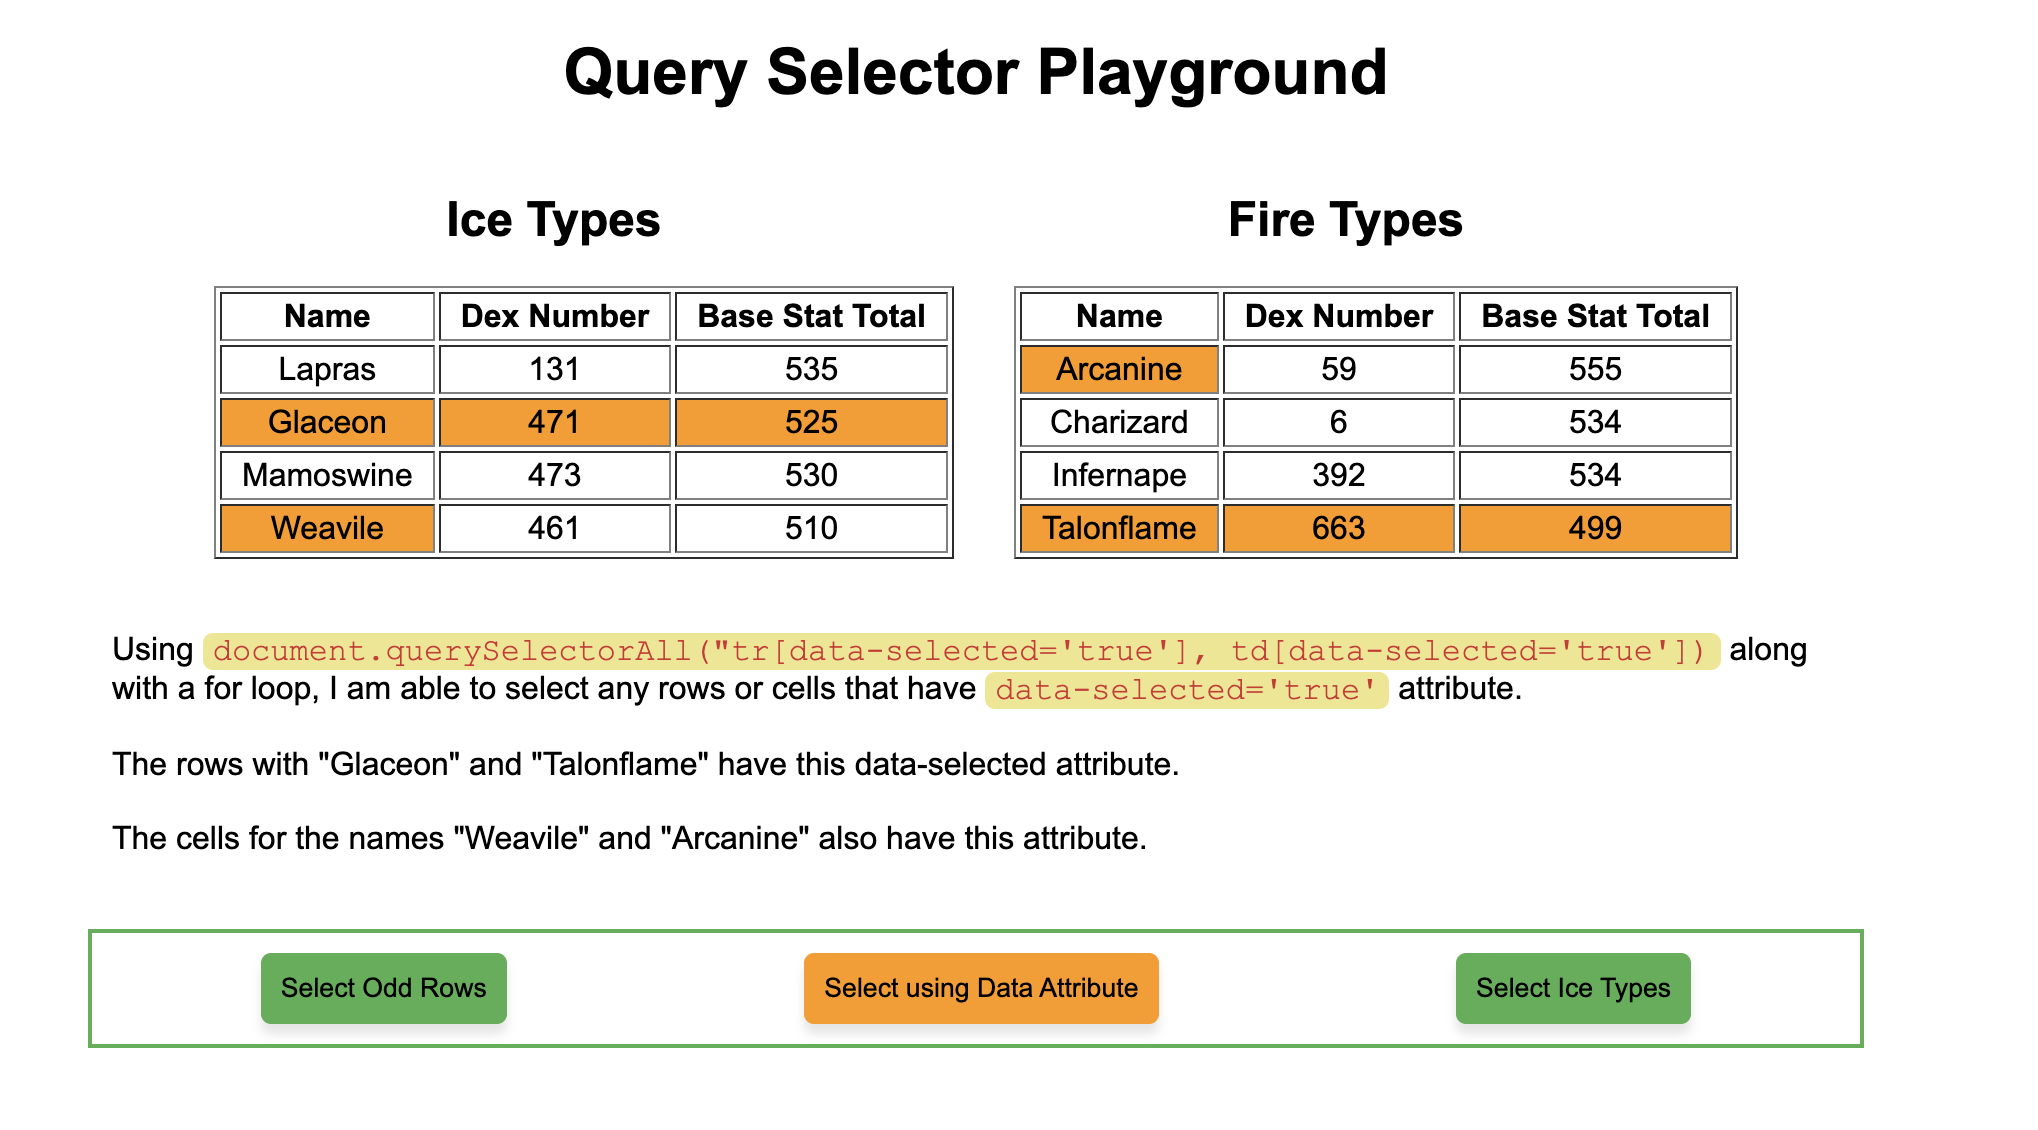 Query Selector Playground
Ice Types
Name Dex Number Base Stat Total
Lapras 131 535
Glaceon 471 525
Mamoswine 473 530
Weavile 461 510
Fire Types
Name Dex Number Base Stat Total
Arcanine 59 555
Charizard 6 534
Infernape 392 534
Talonflame 663 499
Using document.querySelectorAll("tr[data-selected='true'], td[data-selected='true']) along
with a for loop, I am able to select any rows or cells that have data-selected='true' attribute.
The rows with "Glaceon" and "Talonflame" have this data-selected attribute.
The cells for the names "Weavile" and "Arcanine" also have this attribute.
Select Odd Rows Select using Data Attribute Select Ice Types